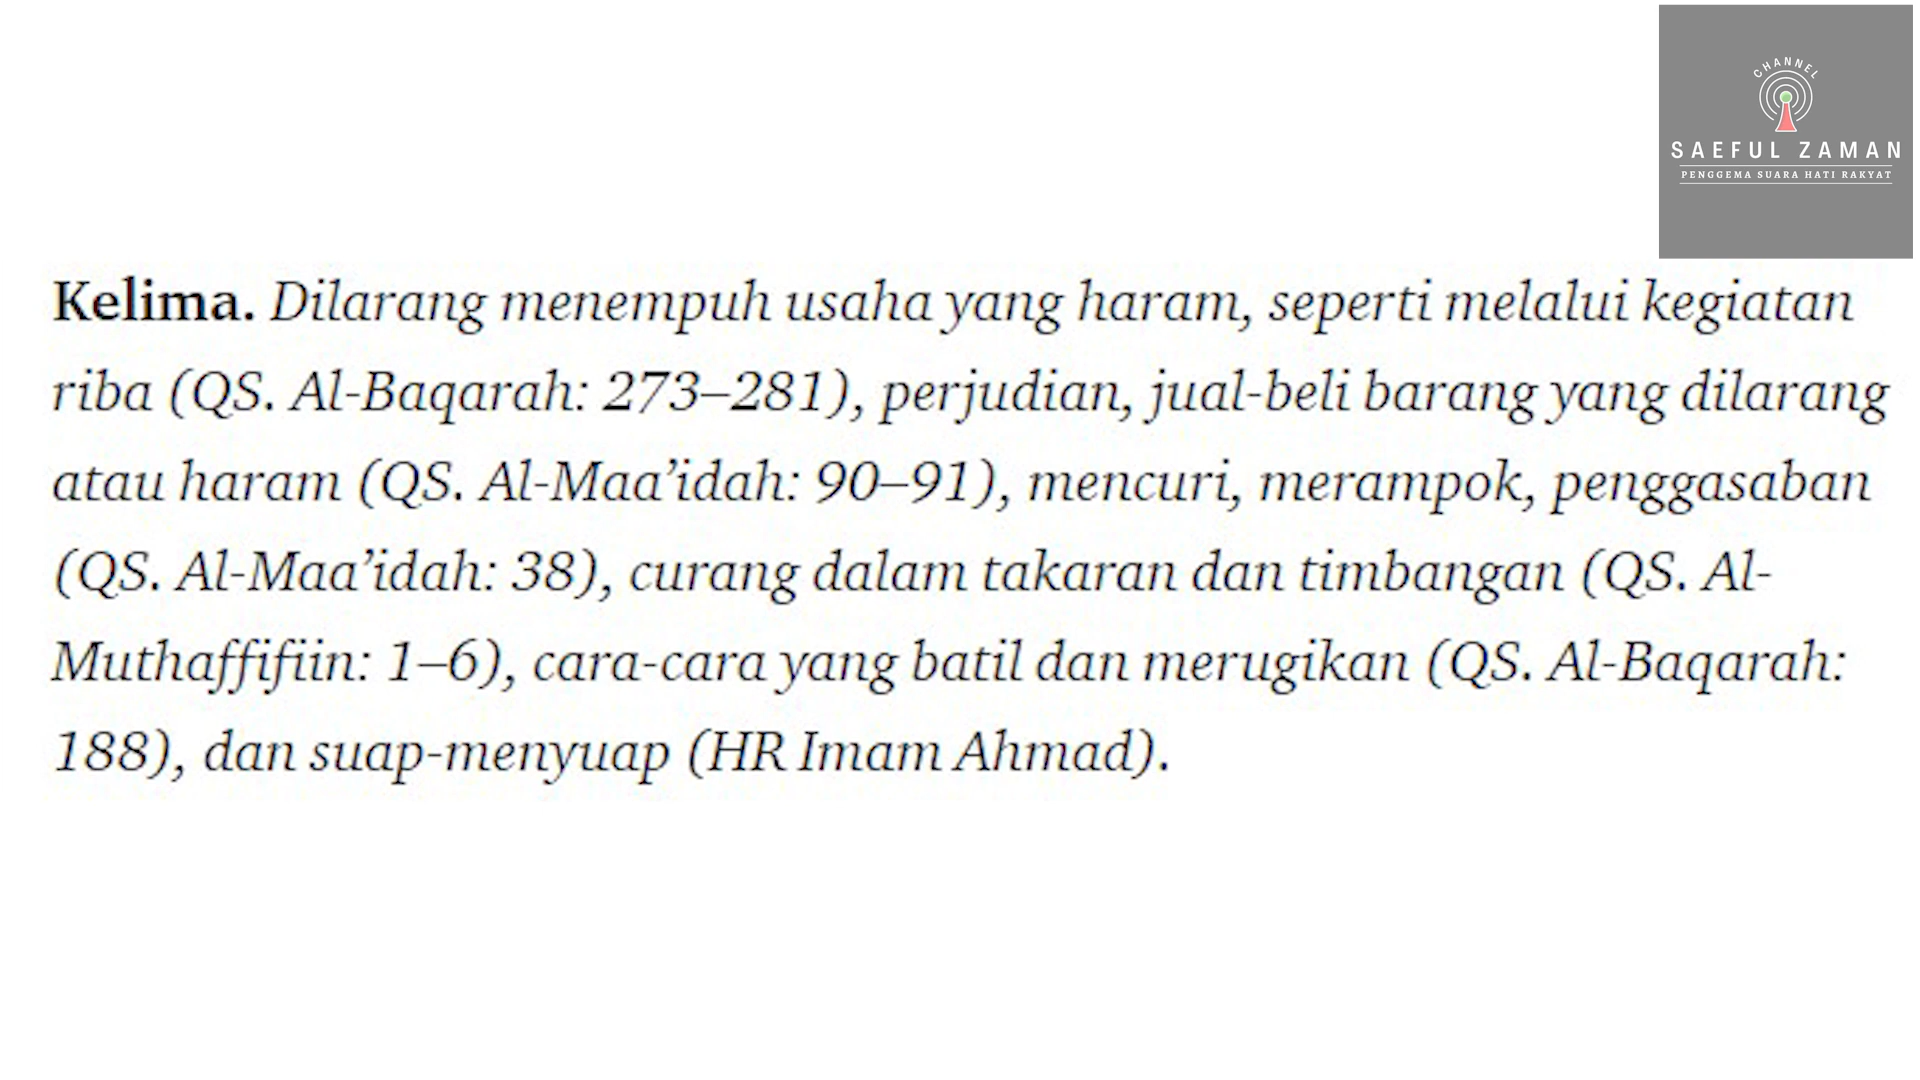 CHANNEL
SAEFUL ZAMAN
PENGGEMA SUARA HATI RAKYAT
Kelima. Dilarang menempuh usaha yang haram, seperti melalui kegiatan
riba (QS. Al-Baqarah: 273–281), perjudian, jual-beli barang yang dilarang
atau haram (QS. Al-Maa’idah: 90–91), mencuri, merampok, penggasaban
(QS. Al-Maa’idah: 38), curang dalam takaran dan timbangan (QS. Al-
Muthaffifiin: 1–6), cara-cara yang batil dan merugikan (QS. Al-Baqarah:
188), dan suap-menyuap (HR Imam Ahmad).